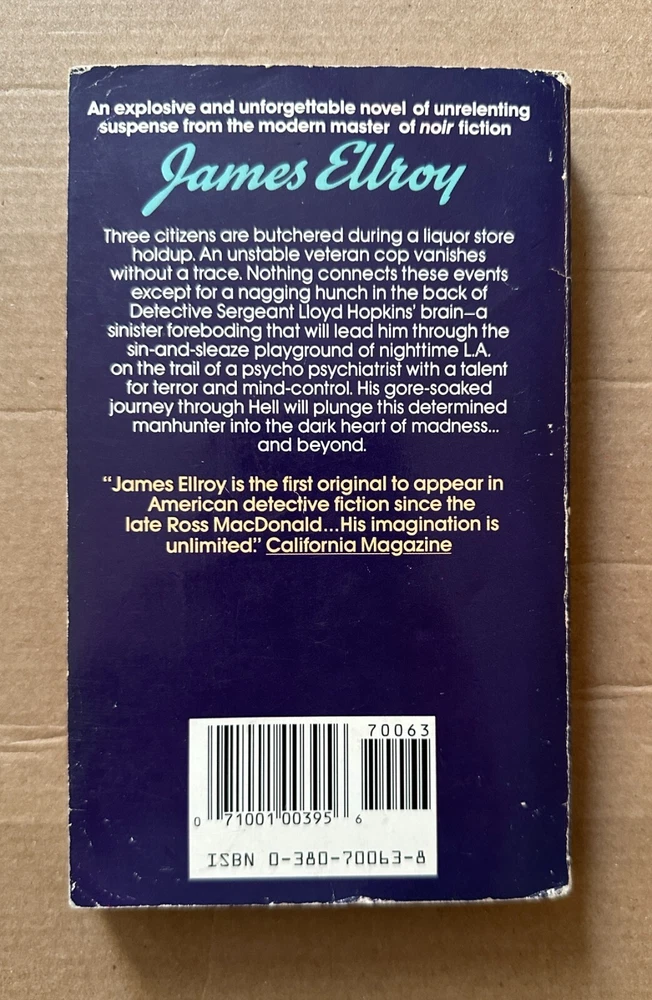 An explosive and unforgettable novel of unrelenting
suspense from the modern master of noir fiction
James Ellroy
Three citizens are butchered during a liquor store
holdup. An unstable veteran cop vanishes
without a trace. Nothing connects these events
except for a nagging hunch in the back of
Detective Sergeant Lloyd Hopkins' brain—a
sinister foreboding that will lead him through the
sin-and-sleaze playground of nighttime L.A.
on the trail of a psycho psychiatrist with a talent
for terror and mind-control. His gore-soaked
journey through Hell will plunge this determined
manhunter into the dark heart of madness...
and beyond.
"James Ellroy is the first original to appear in
American detective fiction since the
late Ross MacDonald...His imagination is
unlimited." California Magazine
70063
0 71001 00395 6
ISBN 0-380-70063-8